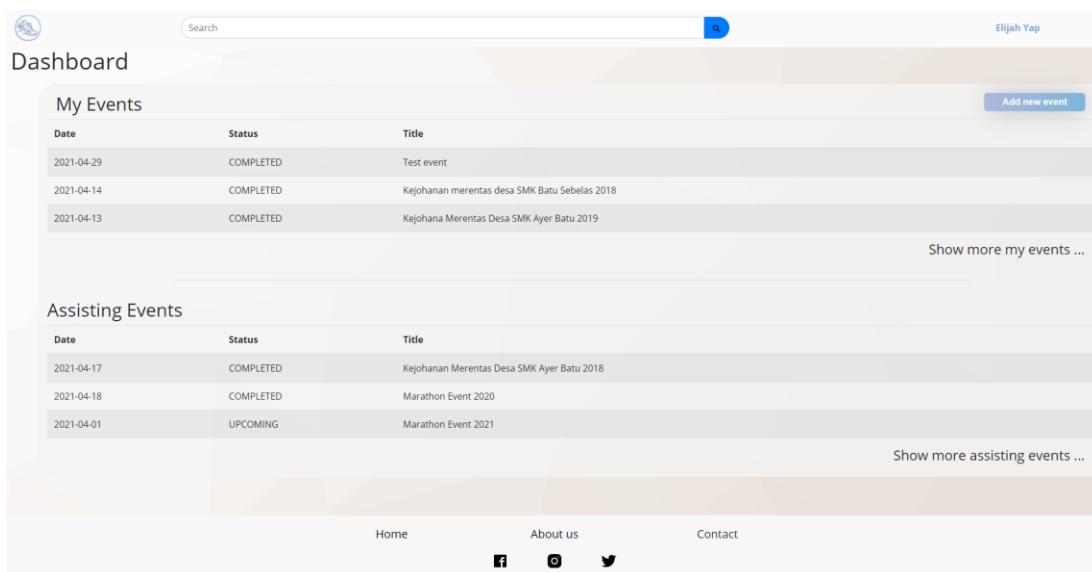 Search
Elijah Yap
Dashboard
My Events
Add new event
Date Status Title
2021-04-29 COMPLETED Test event
2021-04-14 COMPLETED Kejohanan merentas desa SMK Batu Sebelas 2018
2021-04-13 COMPLETED Kejohana Merentas Desa SMK Ayer Batu 2019
Show more my events ...
Assisting Events
Date Status Title
2021-04-17 COMPLETED Kejohanan Merentas Desa SMK Ayer Batu 2018
2021-04-18 COMPLETED Marathon Event 2020
2021-04-01 UPCOMING Marathon Event 2021
Show more assisting events ...
Home About us Contact